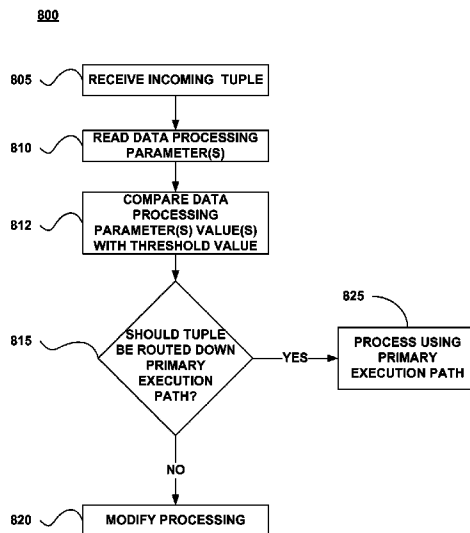 800
805
RECEIVE INCOMING TUPLE
810
READ DATA PROCESSING
PARAMETER(S)
812
COMPARE DATA
PROCESSING
PARAMETER(S) VALUE(S)
WITH THRESHOLD VALUE
815
SHOULD TUPLE
BE ROUTED DOWN
PRIMARY
EXECUTION
PATH?
YES
825
PROCESS USING
PRIMARY
EXECUTION PATH
NO
820
MODIFY PROCESSING